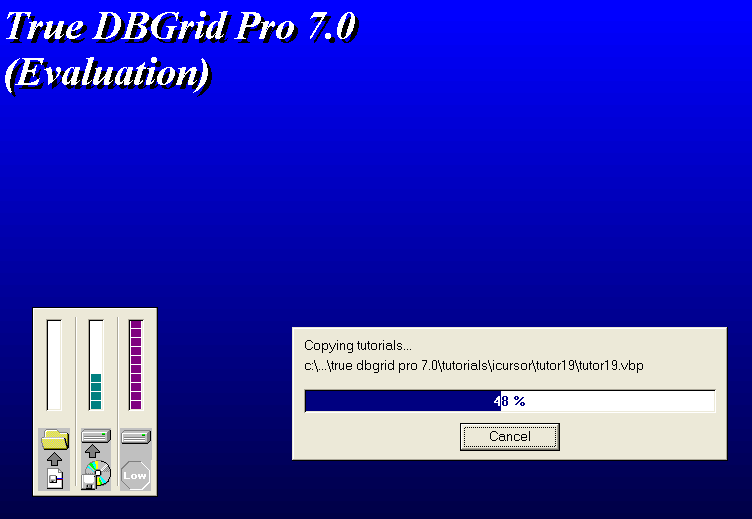 True DBGrid Pro 7.0
(Evaluation)
Copying tutorials...
c:\...\true dbgrid pro 7.0\tutorials\icursor\tutor19\tutor19.vbp
48 %
Cancel
Low